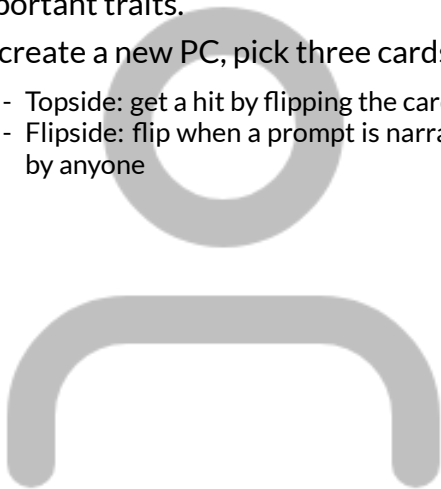 portant traits.
create a new PC, pick three cards
- Topside: get a hit by flipping the car
- Flipside: flip when a prompt is narra
by anyone